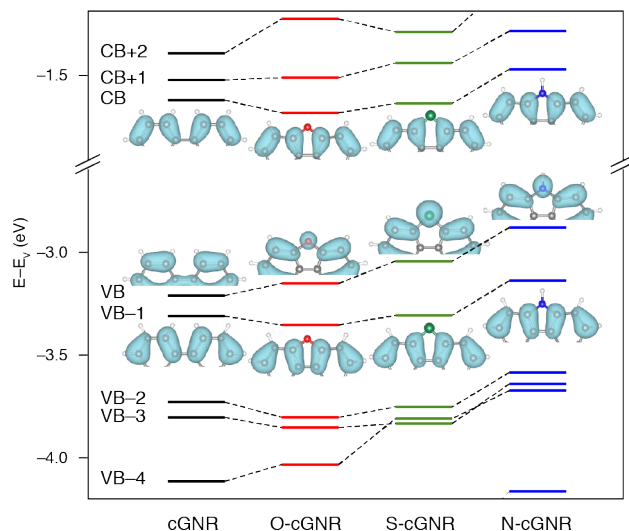 CB+2
−1.5
CB+1
CB
−3.0
E−Eᵥ (eV)
VB
VB−1
−3.5
VB−2
VB−3
−4.0
VB−4
cGNR O-cGNR S-cGNR N-cGNR